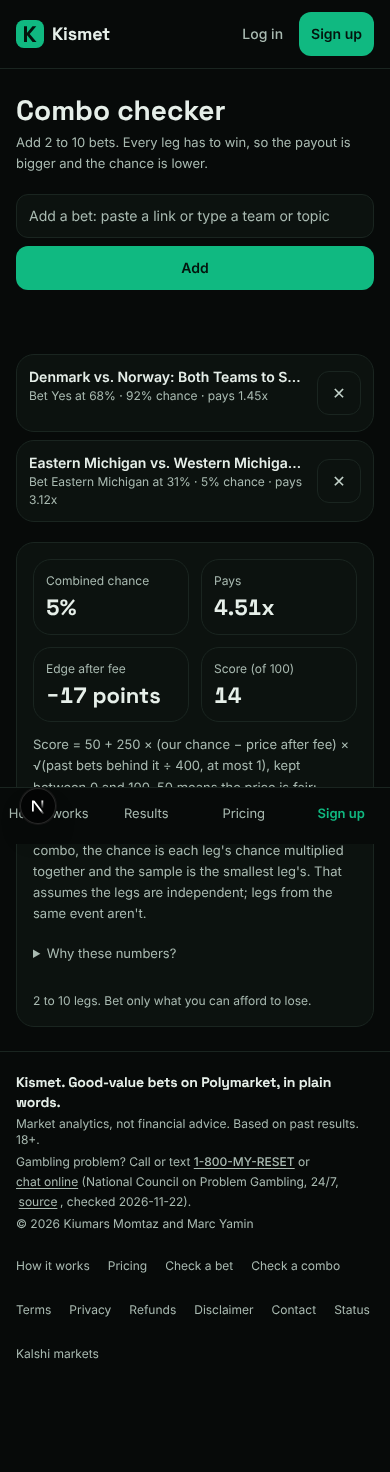 Kismet
Log in
Sign up
Combo checker
Add 2 to 10 bets. Every leg has to win, so the payout is
bigger and the chance is lower.
Add a bet: paste a link or type a team or topic
Add
Denmark vs. Norway: Both Teams to S...
Bet Yes at 68% · 92% chance · pays 1.45x
✕
Eastern Michigan vs. Western Michiga...
Bet Eastern Michigan at 31% · 5% chance · pays
3.12x
✕
Combined chance
5%
Pays
4.51x
Edge after fee
−17 points
Score (of 100)
14
Score = 50 + 250 × (our chance − price after fee) ×
√(past bets behind it ÷ 400, at most 1), kept
between 0 and 100. 50 means the price is fair;
works
Results
Pricing
Sign up
combo, the chance is each leg's chance multiplied
together and the sample is the smallest leg's. That
assumes the legs are independent; legs from the
same event aren't.
Why these numbers?
2 to 10 legs. Bet only what you can afford to lose.
Kismet. Good-value bets on Polymarket, in plain
words.
Market analytics, not financial advice. Based on past results.
18+.
Gambling problem? Call or text 1-800-MY-RESET or
chat online (National Council on Problem Gambling, 24/7,
source , checked 2026-11-22).
© 2026 Kiumars Momtaz and Marc Yamin
How it works
Pricing
Check a bet
Check a combo
Terms
Privacy
Refunds
Disclaimer
Contact
Status
Kalshi markets